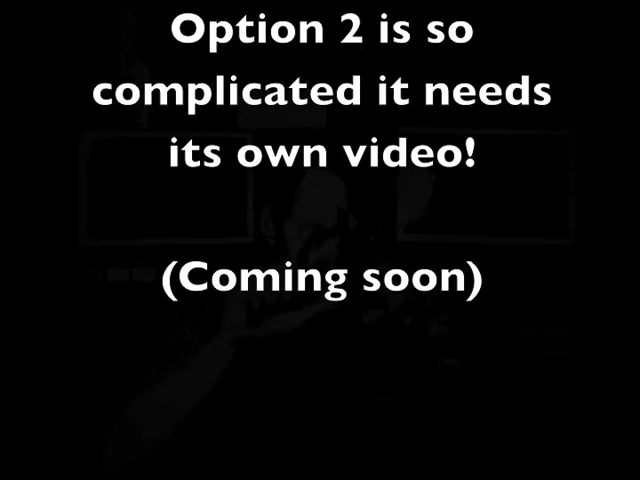 Option 2 is so
complicated it needs
its own video!
(Coming soon)